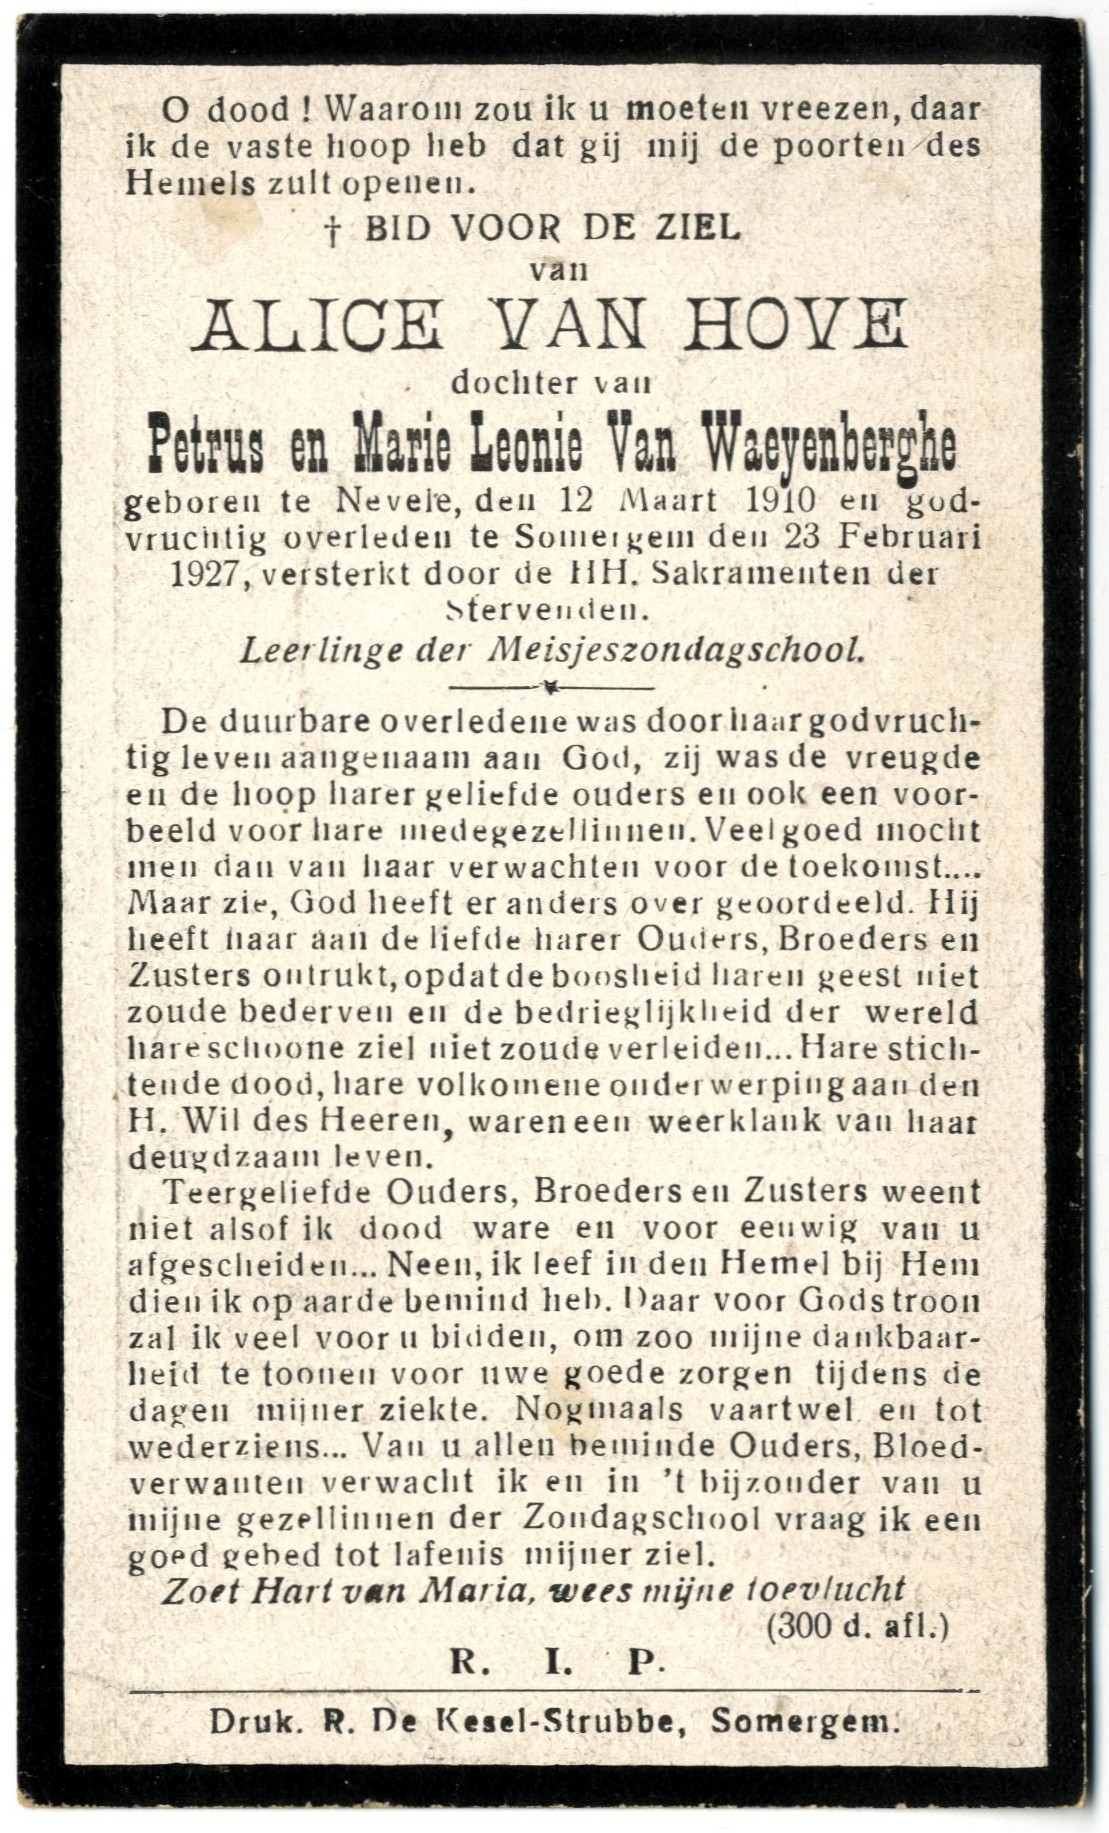 O dood ! Waarom zou ik u moeten vreezen, daar
ik de vaste hoop heb dat gij mij de poorten des
Hemels zult openen.
† BID VOOR DE ZIEL
van
ALICE VAN HOVE
dochter van
Petrus en Marie Leonie Van Waeyenberghe
geboren te Nevele, den 12 Maart 1910 en god-
vruchtig overleden te Somergem den 23 Februari
1927, versterkt door de HH. Sakramenten der
Stervenden.
Leerlinge der Meisjeszondagschool.
De duurbare overledene was door haar godvruch-
tig leven aangenaam aan God, zij was de vreugde
en de hoop harer geliefde ouders en ook een voor-
beeld voor hare medegezellinnen. Veel goed mocht
men dan van haar verwachten voor de toekomst....
Maar zie, God heeft er anders over geoordeeld. Hij
heeft haar aan de liefde harer Ouders, Broeders en
Zusters ontrukt, opdat de boosheid haren geest niet
zoude bederven en de bedrieglijkheid der wereld
hare schoone ziel niet zoude verleiden... Hare stich-
tende dood, hare volkomene onderwerping aan den
H. Wil des Heeren, waren een weerklank van haar
deugdzaam leven.
Teergeliefde Ouders, Broeders en Zusters weent
niet alsof ik dood ware en voor eeuwig van u
afgescheiden... Neen, ik leef in den Hemel bij Hem
dien ik op aarde bemind heb. Daar voor Gods troon
zal ik veel voor u bidden, om zoo mijne dankbaar-
heid te toonen voor uwe goede zorgen tijdens de
dagen mijner ziekte. Nogmaals vaartwel en tot
wederziens... Van u allen beminde Ouders, Bloed-
verwanten verwacht ik en in 't bijzonder van u
mijne gezellinnen der Zondagschool vraag ik een
goed gebed tot lafenis mijner ziel.
Zoet Hart van Maria, wees mijne toevlucht
(300 d. afl.)
R. I. P.
Druk. R. De Kesel-Strubbe, Somergem.